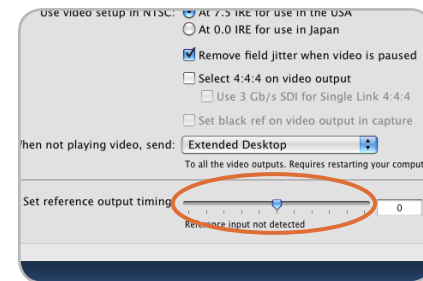 Use video setup in NTSC: At 7.5 IRE for use in the USA
At 0.0 IRE for use in Japan
Remove field jitter when video is paused
Select 4:4:4 on video output
Use 3 Gb/s SDI for Single Link 4:4:4
Set black ref on video output in capture
hen not playing video, send: Extended Desktop
To all the video outputs. Requires restarting your comput
Set reference output timing 0
Reference input not detected